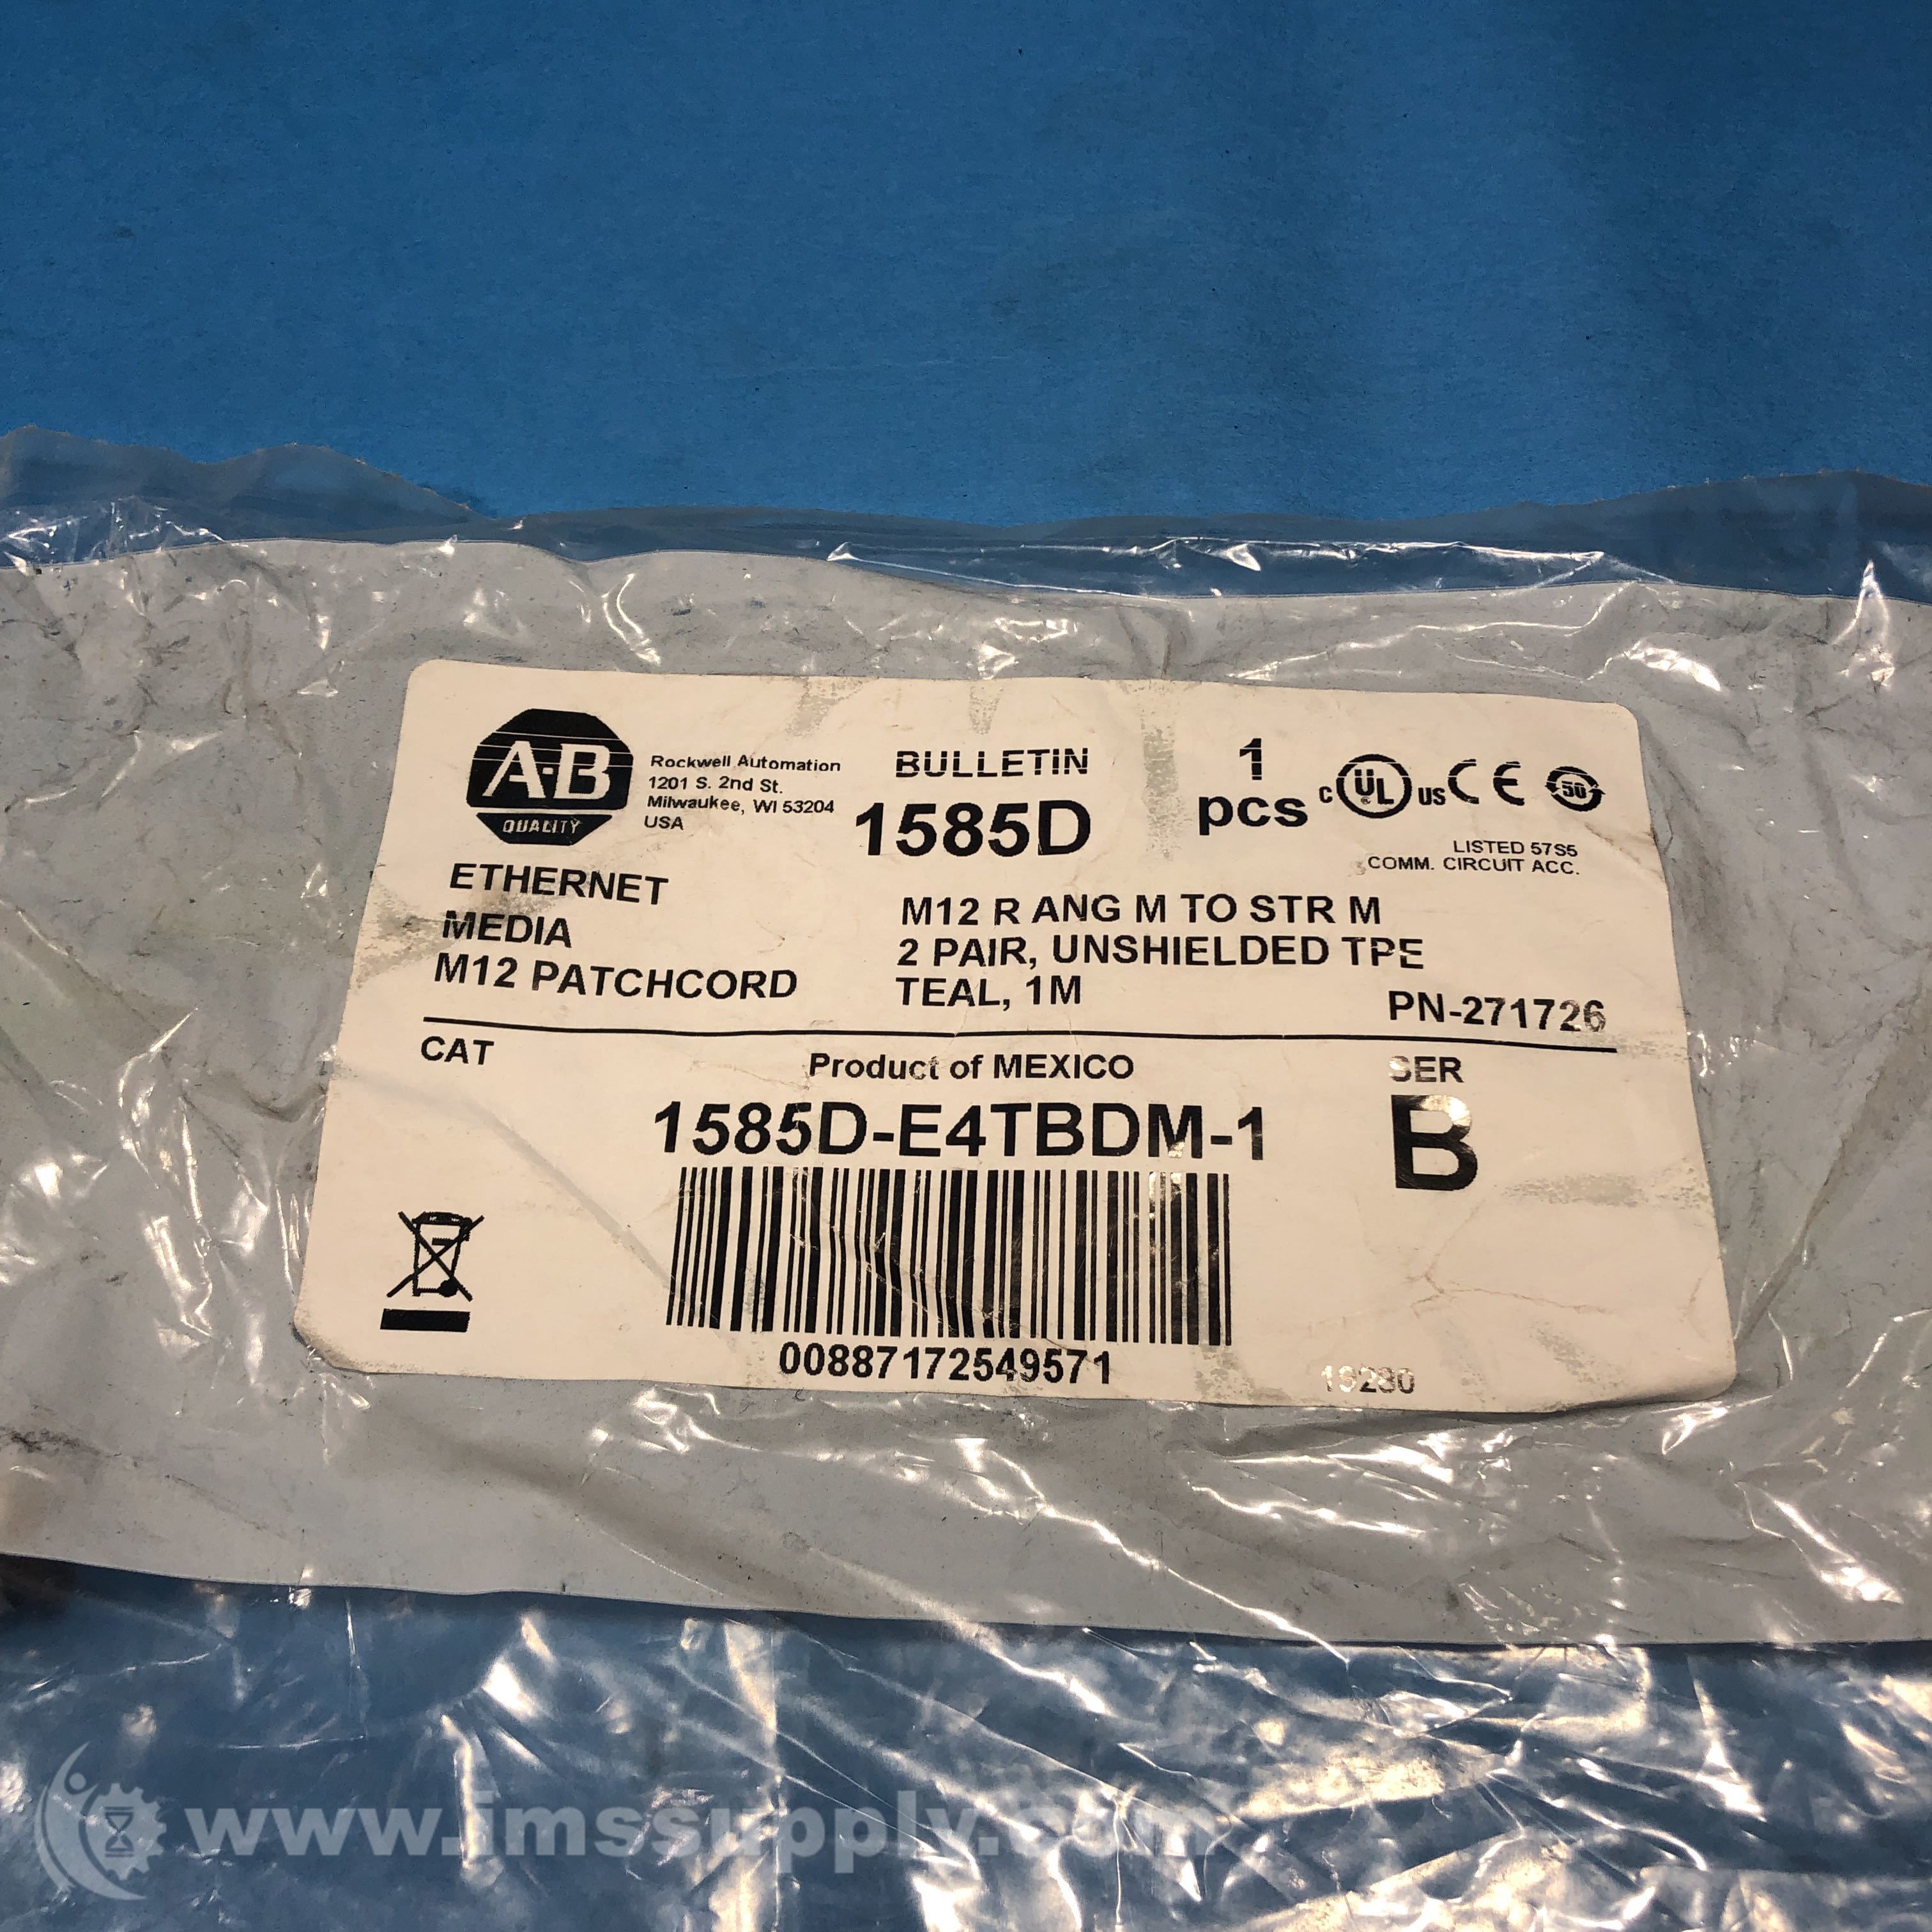 A-B
QUALITY
Rockwell Automation
1201 S. 2nd St.
Milwaukee, WI 53204
USA
BULLETIN
1585D
1
pcs
C UL US CE 50
LISTED 57S5
COMM. CIRCUIT ACC.
ETHERNET
MEDIA
M12 PATCHCORD
M12 R ANG M TO STR M
2 PAIR, UNSHIELDED TPE
TEAL, 1M
PN-271726
CAT
Product of MEXICO
SER
1585D-E4TBDM-1
B
00887172549571
www.imssupply.com